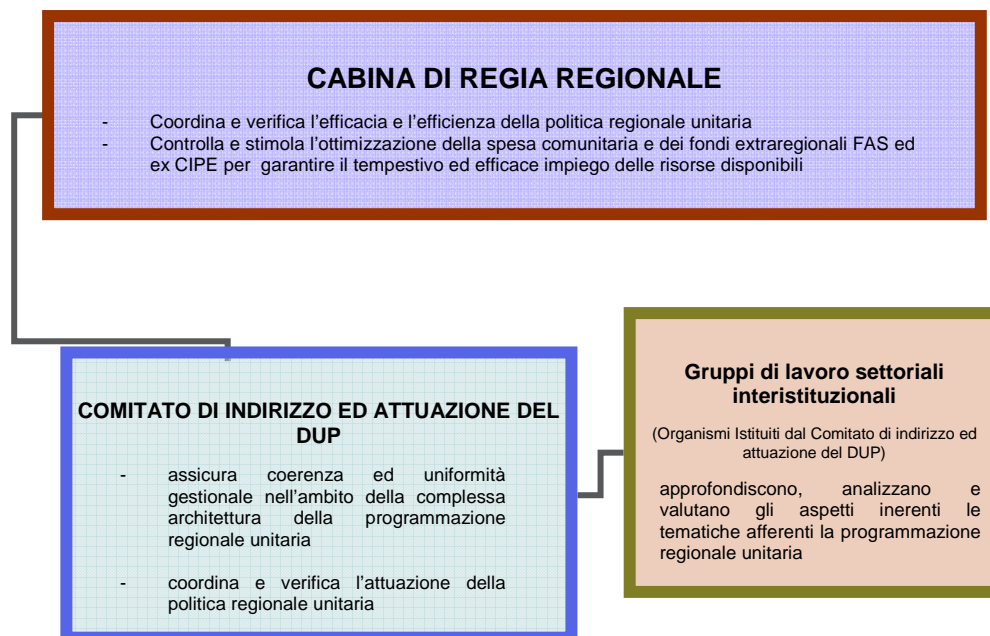 CABINA DI REGIA REGIONALE
- Coordina e verifica l'efficacia e l'efficienza della politica regionale unitaria
- Controlla e stimola l'ottimizzazione della spesa comunitaria e dei fondi extraregionali FAS ed
ex CIPE per garantire il tempestivo ed efficace impiego delle risorse disponibili
COMITATO DI INDIRIZZO ED ATTUAZIONE DEL
DUP
- assicura coerenza ed uniformità
gestionale nell'ambito della complessa
architettura della programmazione
regionale unitaria
- coordina e verifica l'attuazione della
politica regionale unitaria
Gruppi di lavoro settoriali
interistituzionali
(Organismi Istituiti dal Comitato di indirizzo ed
attuazione del DUP)
approfondiscono, analizzano e
valutano gli aspetti inerenti le
tematiche afferenti la programmazione
regionale unitaria